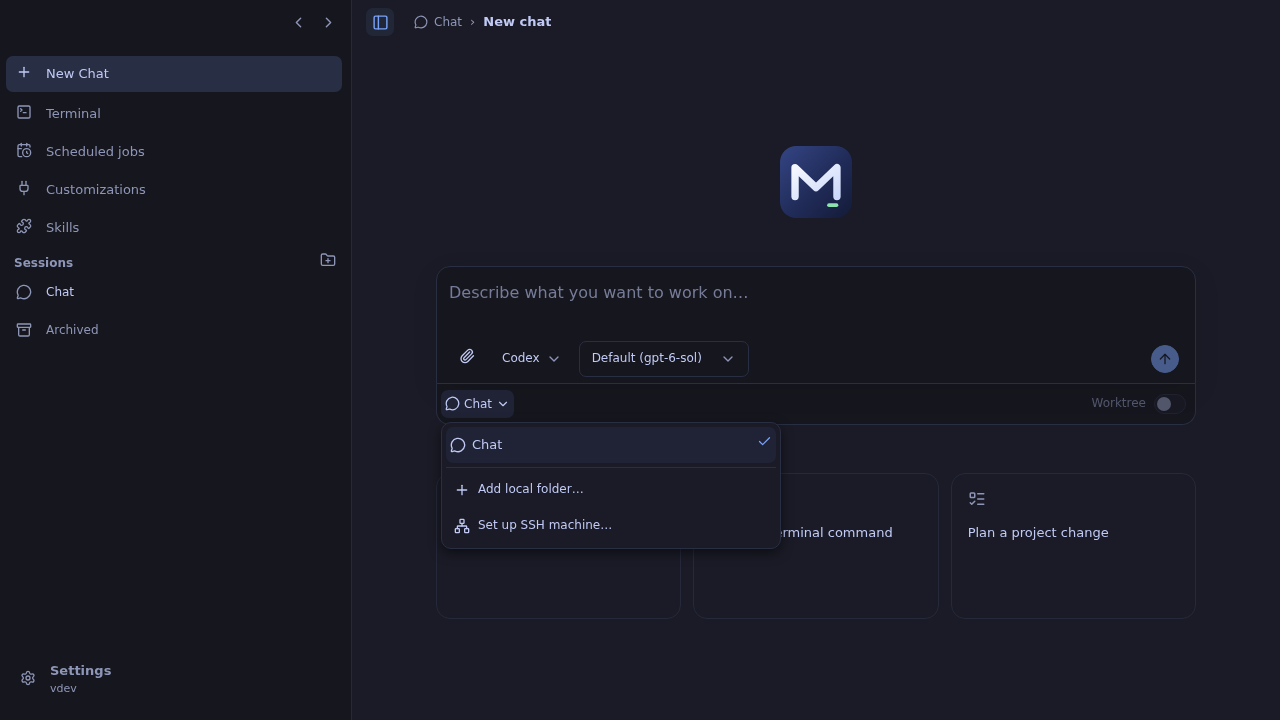 Chat › New chat
New Chat
Terminal
Scheduled jobs
Customizations
Skills
Sessions
Chat
Archived
Settings
vdev
Describe what you want to work on…
Codex
Default (gpt-6-sol)
Chat
Worktree
Chat
Add local folder…
Set up SSH machine…
command
Plan a project change